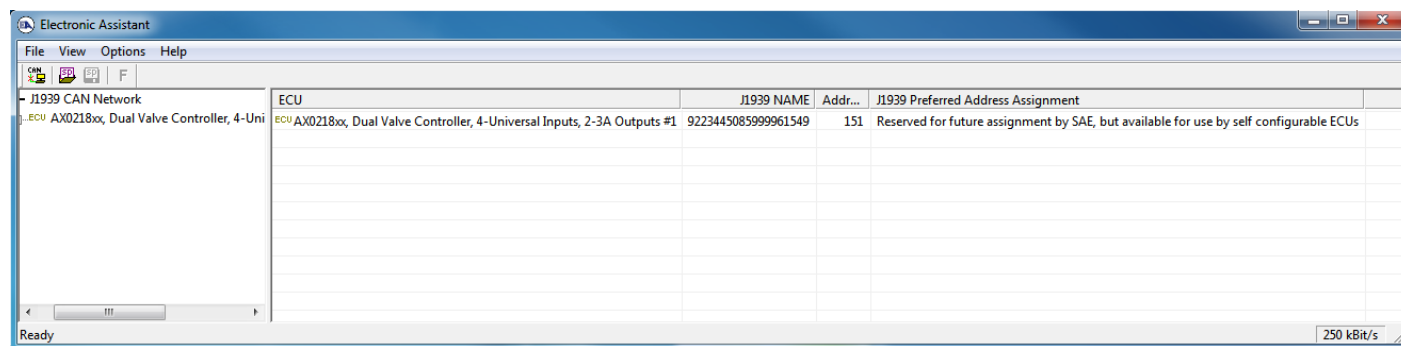 Electronic Assistant
File View Options Help
CAN SP SP F
J1939 CAN Network
ECU J1939 NAME Addr... J1939 Preferred Address Assignment
ECU AX0218xx, Dual Valve Controller, 4-Uni
ECU AX0218xx, Dual Valve Controller, 4-Universal Inputs, 2-3A Outputs #1 9223445085999961549 151 Reserved for future assignment by SAE, but available for use by self configurable ECUs
Ready 250 kBit/s